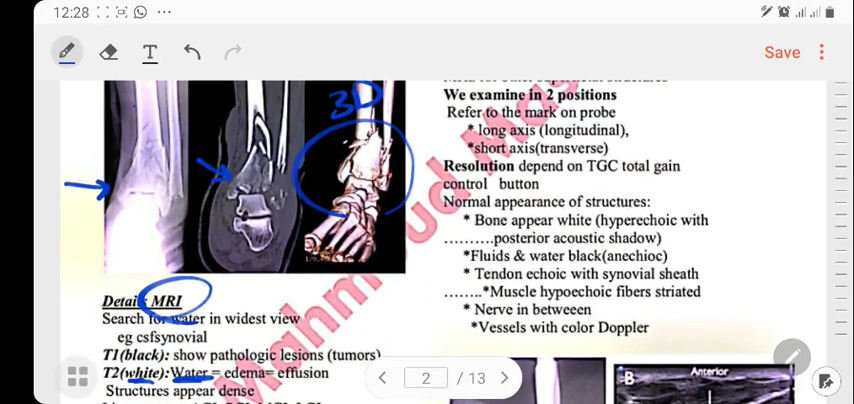 12:28
T
Save
3D
We examine in 2 positions
Refer to the mark on probe
* long axis (longitudinal),
*short axis(transverse)
Resolution depend on TGC total gain
control button
Normal appearance of structures:
* Bone appear white (hyperechoic with
..........posterior acoustic shadow)
*Fluids & water black(anechioc)
* Tendon echoic with synovial sheath
........*Muscle hypoechoic fibers striated
* Nerve in betweeen
*Vessels with color Doppler
Details MRI
Search for water in widest view
eg csfsynovial
T1(black): show pathologic lesions (tumors)
T2(white): Water = edema= effusion
Structures appear dense
2 / 13
B
Anterior